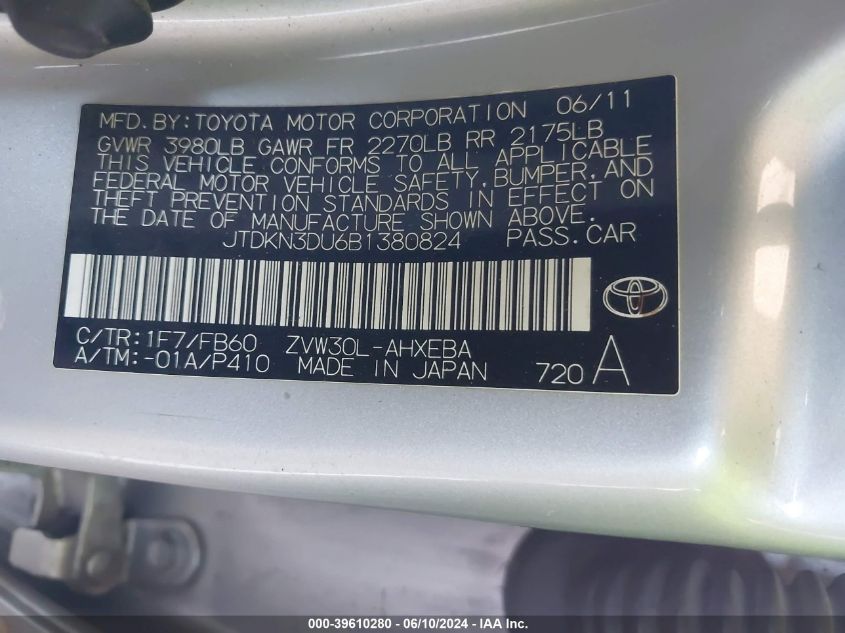 MFD. BY: TOYOTA MOTOR CORPORATION 06/11
GVWR 3980LB GAWR FR 2270LB RR 2175LB
THIS VEHICLE CONFORMS TO ALL APPLICABLE
FEDERAL MOTOR VEHICLE SAFETY, BUMPER, AND
THEFT PREVENTION STANDARDS IN EFFECT ON
THE DATE OF MANUFACTURE SHOWN ABOVE.
JTDKN3DU6B1380824 PASS. CAR
C/TR: 1F7/FB60 ZVW30L-AHXEBA
A/TM: -01A/P410 MADE IN JAPAN 720 A
000-39610280 - 06/10/2024 - IAA Inc.